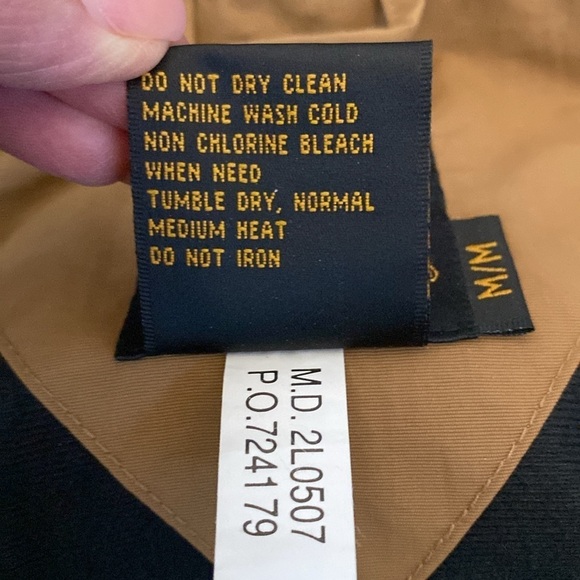 DO NOT DRY CLEAN
MACHINE WASH COLD
NON CHLORINE BLEACH
WHEN NEED
TUMBLE DRY, NORMAL
MEDIUM HEAT
DO NOT IRON
M/M
M.D. 2L0507
P.O.724179